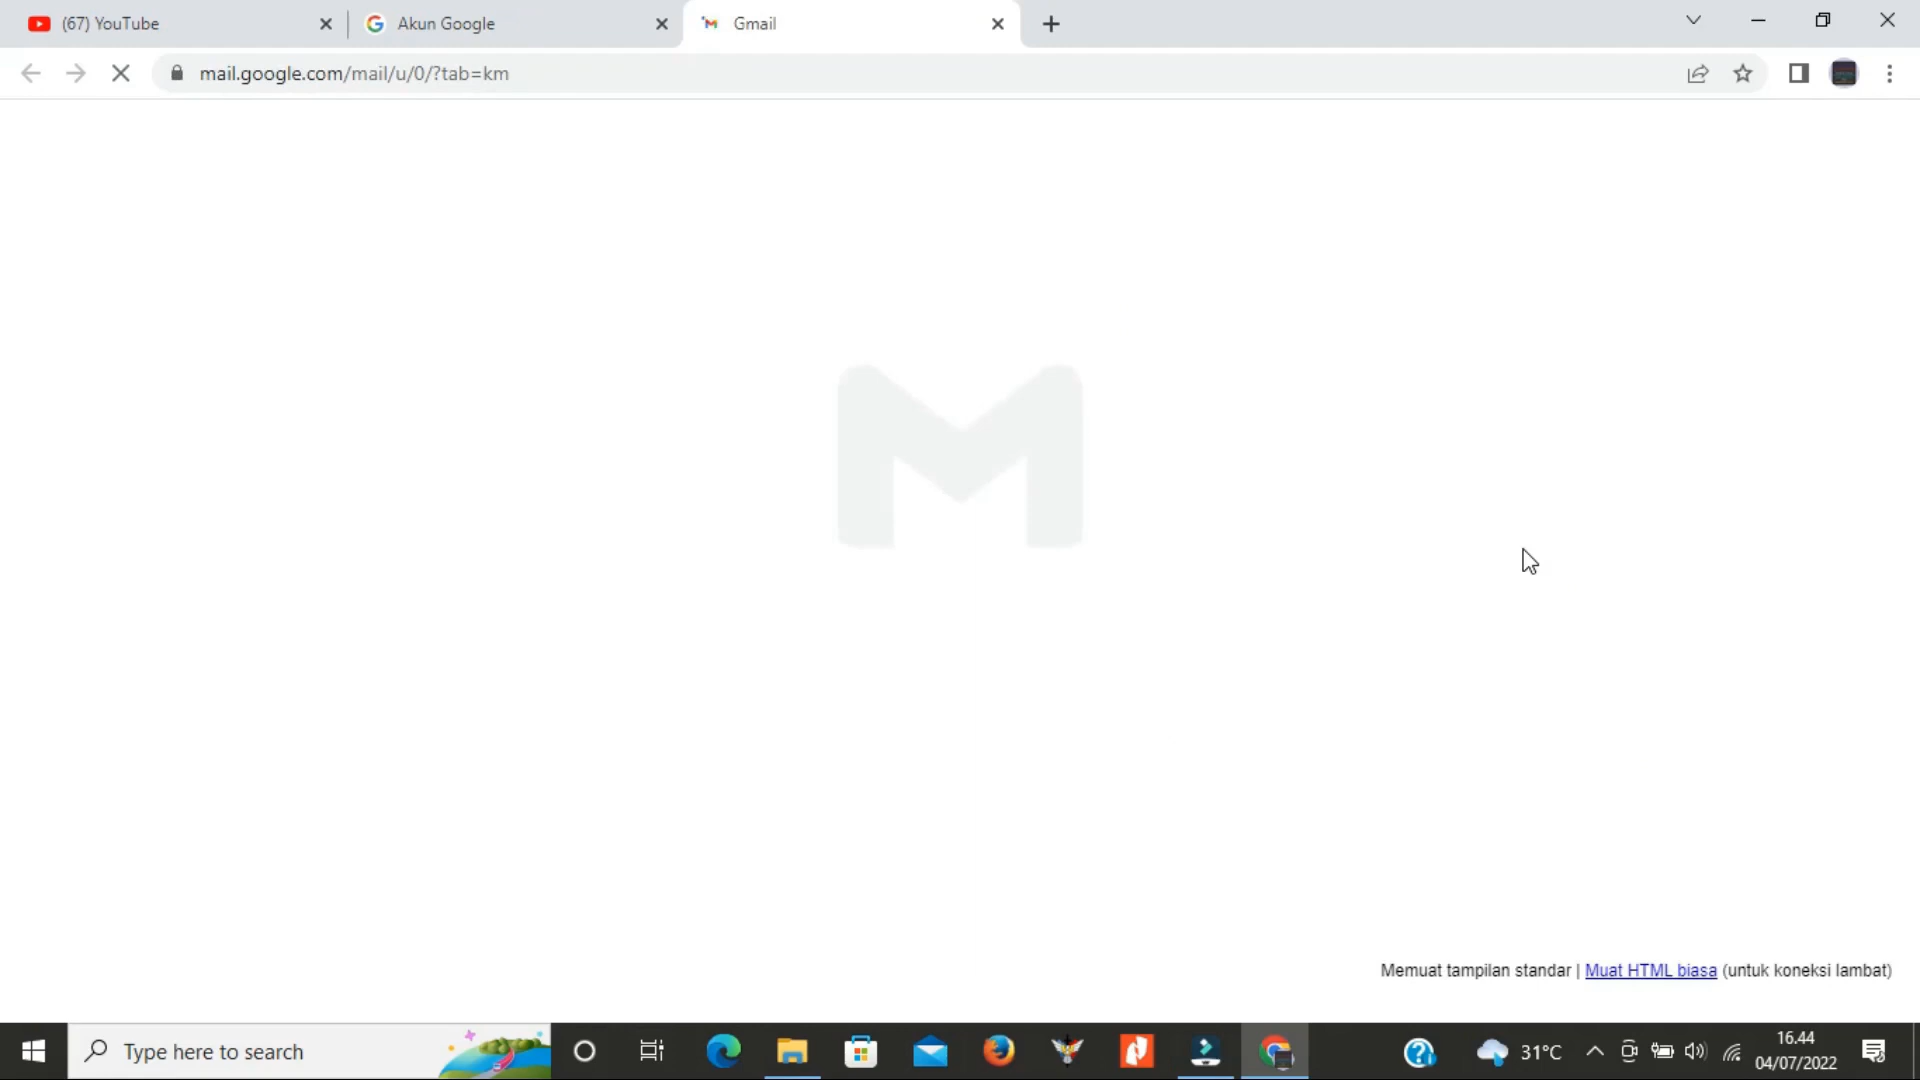 (67) YouTube
Akun Google
Gmail
mail.google.com/mail/u/0/?tab=km
Memuat tampilan standar | Muat HTML biasa (untuk koneksi lambat)
Type here to search
31°C
16.44
04/07/2022